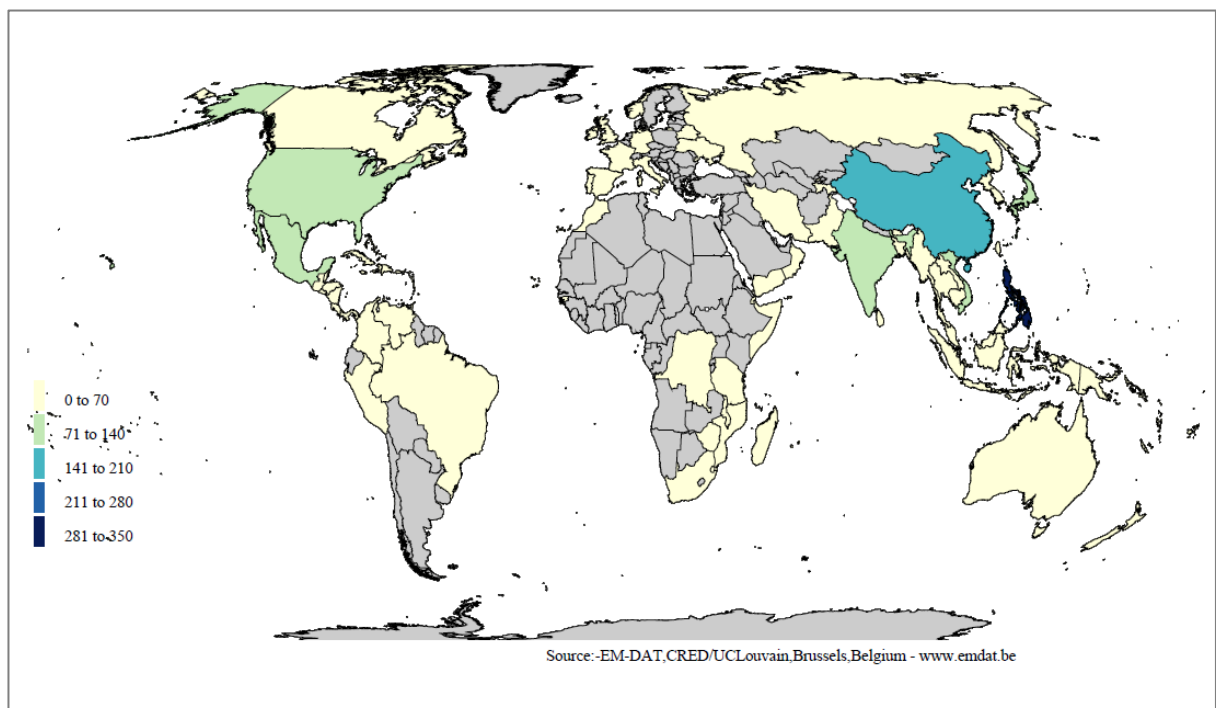 0 to 70
71 to 140
141 to 210
211 to 280
281 to 350
Source:-EM-DAT,CRED/UCLouvain,Brussels,Belgium - www.emdat.be